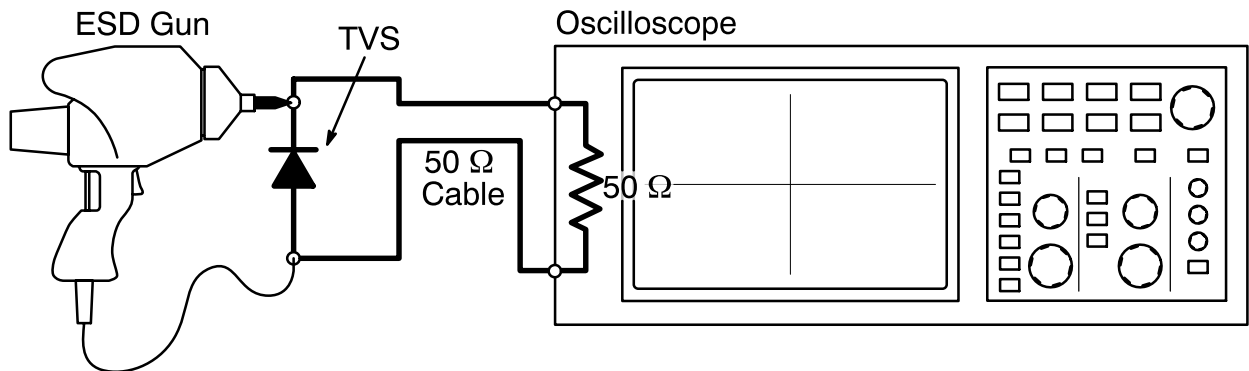 ESD Gun
TVS
Oscilloscope
50 Ω
Cable
50 Ω